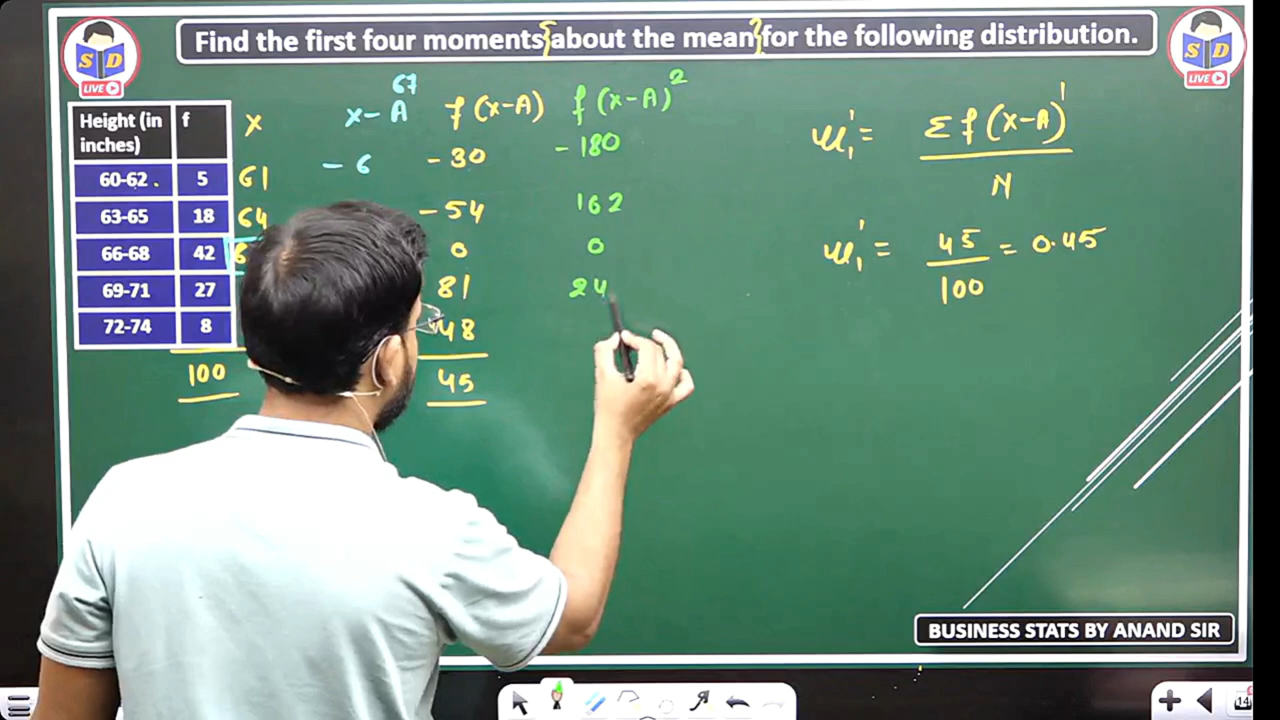 Find the first four moments {about the mean} for the following distribution.
S D
LIVE
S D
LIVE
Height (in inches) f x x - A 67 f (x-A) f (x-A)²
60-62 . 5 61 - 6 - 30 - 180
63-65 18 64 - 54 162
66-68 42 0 0
69-71 27 81 24
72-74 8 48
100 45
μ₁' = Σ f (x-A)' / N
μ₁' = 45 / 100 = 0.45
BUSINESS STATS BY ANAND SIR
14